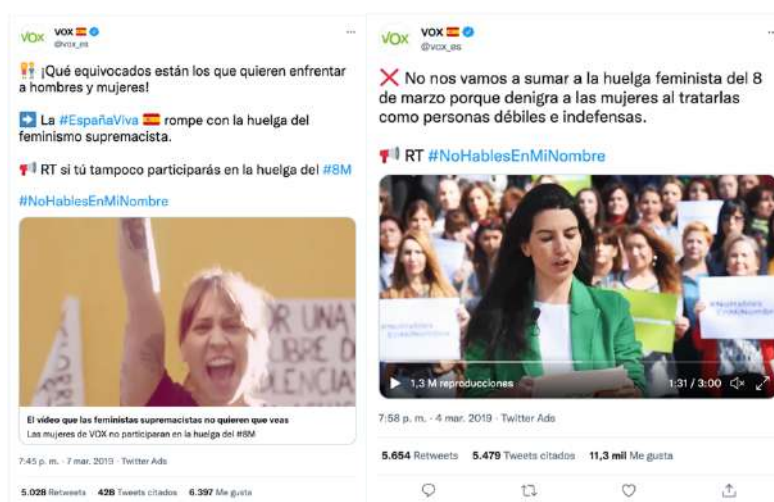 VOX
VOX
@vox_es
¡Qué equivocados están los que quieren enfrentar
a hombres y mujeres!
La #EspañaViva rompe con la huelga del
feminismo supremacista.
RT si tú tampoco participarás en la huelga del #8M
#NoHablesEnMiNombre
R UNA
LIBRE D
LENCIA
El vídeo que las feministas supremacistas no quieren que veas
Las mujeres de VOX no participaran en la huelga del #8M
7:45 p. m. · 7 mar. 2019 · Twitter Ads
5.028 Retweets 428 Tweets citados 6.397 Me gusta
VOX
VOX
@vox_es
No nos vamos a sumar a la huelga feminista del 8
de marzo porque denigra a las mujeres al tratarlas
como personas débiles e indefensas.
RT #NoHablesEnMiNombre
1,3 M reproducciones
1:31 / 3:00
7:58 p. m. · 4 mar. 2019 · Twitter Ads
5.654 Retweets 5.479 Tweets citados 11,3 mil Me gusta